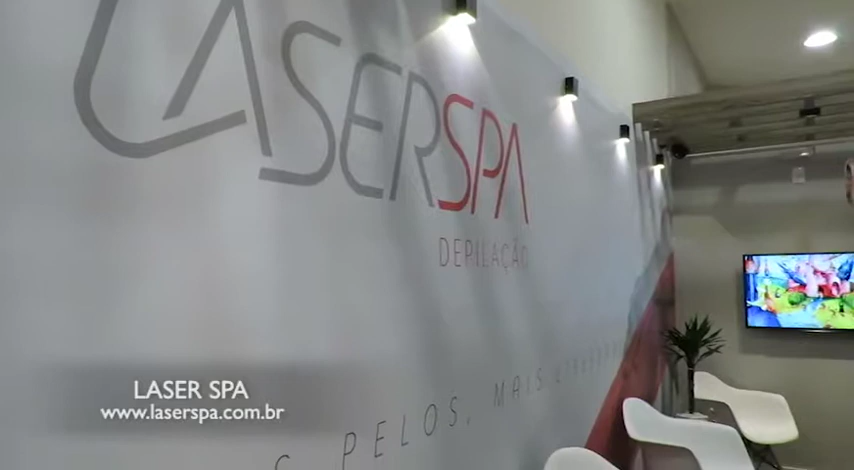 LASERSPA
DEPILAÇÃO
S PELOS, MAIS
LASER SPA
www.laserspa.com.br